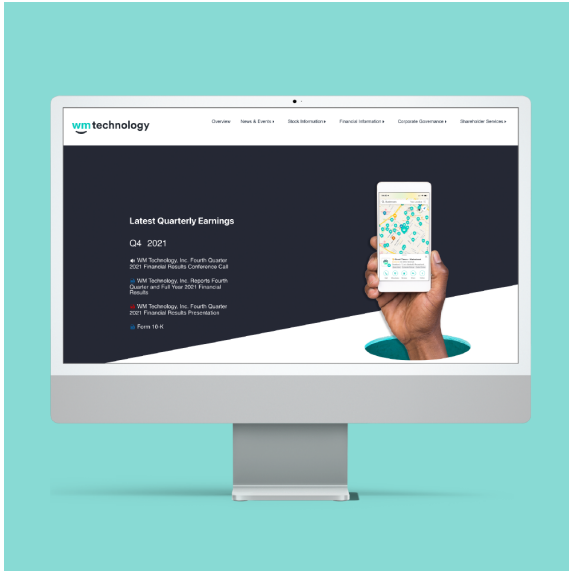 wm technology
Overview News & Events Stock Information Financial Information Corporate Governance Shareholder Services
Latest Quarterly Earnings
Q4 2021
WM Technology, Inc. Fourth Quarter
2021 Financial Results Conference Call
WM Technology, Inc. Reports Fourth
Quarter and Full Year 2021 Financial
Results
WM Technology, Inc. Fourth Quarter
2021 Financial Results Presentation
Form 10-K